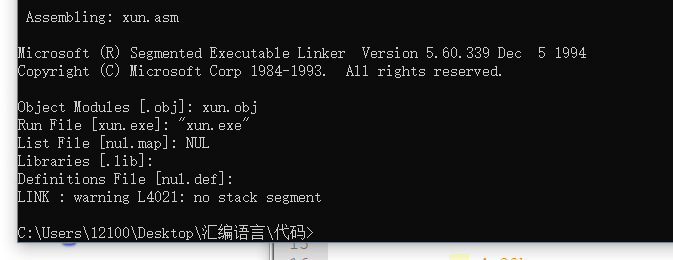 Assembling: xun.asm
Microsoft (R) Segmented Executable Linker  Version 5.60.339 Dec  5 1994
Copyright (C) Microsoft Corp 1984-1993.  All rights reserved.
Object Modules [.obj]: xun.obj
Run File [xun.exe]: "xun.exe"
List File [nul.map]: NUL
Libraries [.lib]:
Definitions File [nul.def]:
LINK : warning L4021: no stack segment
C:\Users\12100\Desktop\汇编语言\代码>